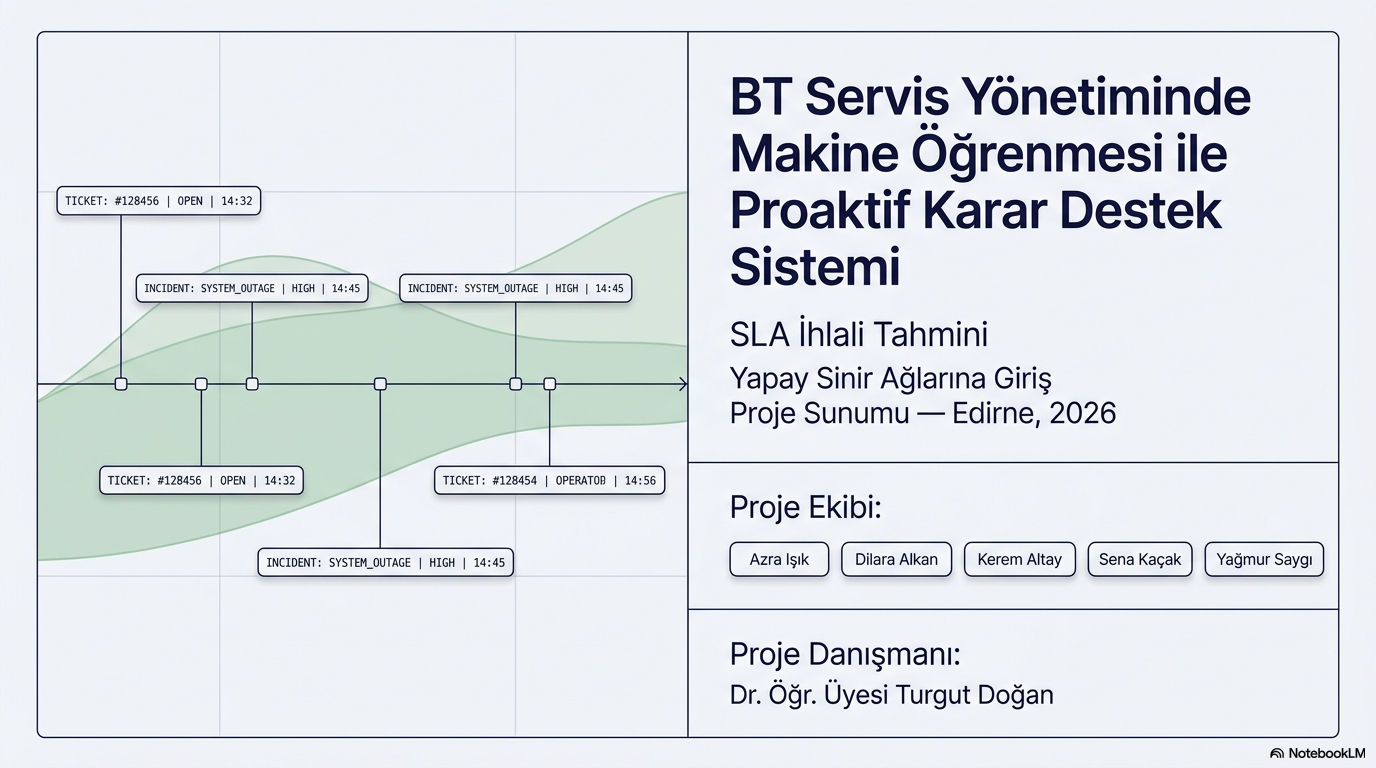 TICKET: #128456 | OPEN | 14:32
INCIDENT: SYSTEM_OUTAGE | HIGH | 14:45
INCIDENT: SYSTEM_OUTAGE | HIGH | 14:45
TICKET: #128456 | OPEN | 14:32
TICKET: #128454 | OPERATOB | 14:56
INCIDENT: SYSTEM_OUTAGE | HIGH | 14:45
BT Servis Yönetiminde
Makine Öğrenmesi ile
Proaktif Karar Destek
Sistemi
SLA İhlali Tahmini
Yapay Sinir Ağlarına Giriş
Proje Sunumu — Edirne, 2026
Proje Ekibi:
Azra Işık
Dilara Alkan
Kerem Altay
Sena Kaçak
Yağmur Saygı
Proje Danışmanı:
Dr. Öğr. Üyesi Turgut Doğan
NotebookLM